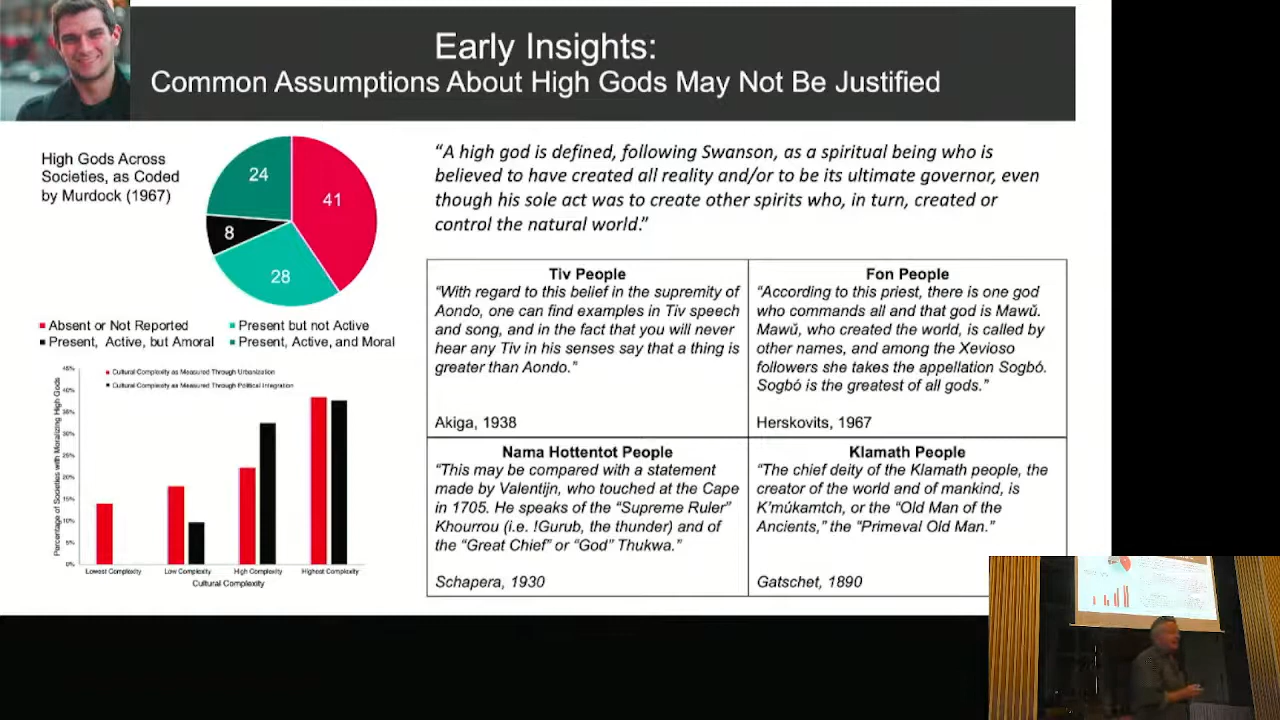 Early Insights:
Common Assumptions About High Gods May Not Be Justified
High Gods Across
Societies, as Coded
by Murdock (1967)
24
41
8
28
Absent or Not Reported
Present but not Active
Present, Active, but Amoral
Present, Active, and Moral
Cultural Complexity as Measured Through Urbanization
Cultural Complexity as Measured Through Political Integration
Percentage of Societies with Moralizing High Gods
45%
40%
35%
30%
25%
20%
15%
10%
5%
0%
Lowest Complexity
Low Complexity
High Complexity
Highest Complexity
Cultural Complexity
“A high god is defined, following Swanson, as a spiritual being who is
believed to have created all reality and/or to be its ultimate governor, even
though his sole act was to create other spirits who, in turn, created or
control the natural world.”
Tiv People
“With regard to this belief in the supremity of
Aondo, one can find examples in Tiv speech
and song, and in the fact that you will never
hear any Tiv in his senses say that a thing is
greater than Aondo.”
Akiga, 1938
Fon People
“According to this priest, there is one god
who commands all and that god is Mawŭ.
Mawŭ, who created the world, is called by
other names, and among the Xevioso
followers she takes the appellation Sogbó.
Sogbó is the greatest of all gods.”
Herskovits, 1967
Nama Hottentot People
“This may be compared with a statement
made by Valentijn, who touched at the Cape
in 1705. He speaks of the “Supreme Ruler”
Khourrou (i.e. !Gurub, the thunder) and of
the “Great Chief” or “God” Thukwa.”
Schapera, 1930
Klamath People
“The chief deity of the Klamath people, the
creator of the world and of mankind, is
K’múkamtch, or the “Old Man of the
Ancients,” the “Primeval Old Man.”
Gatschet, 1890